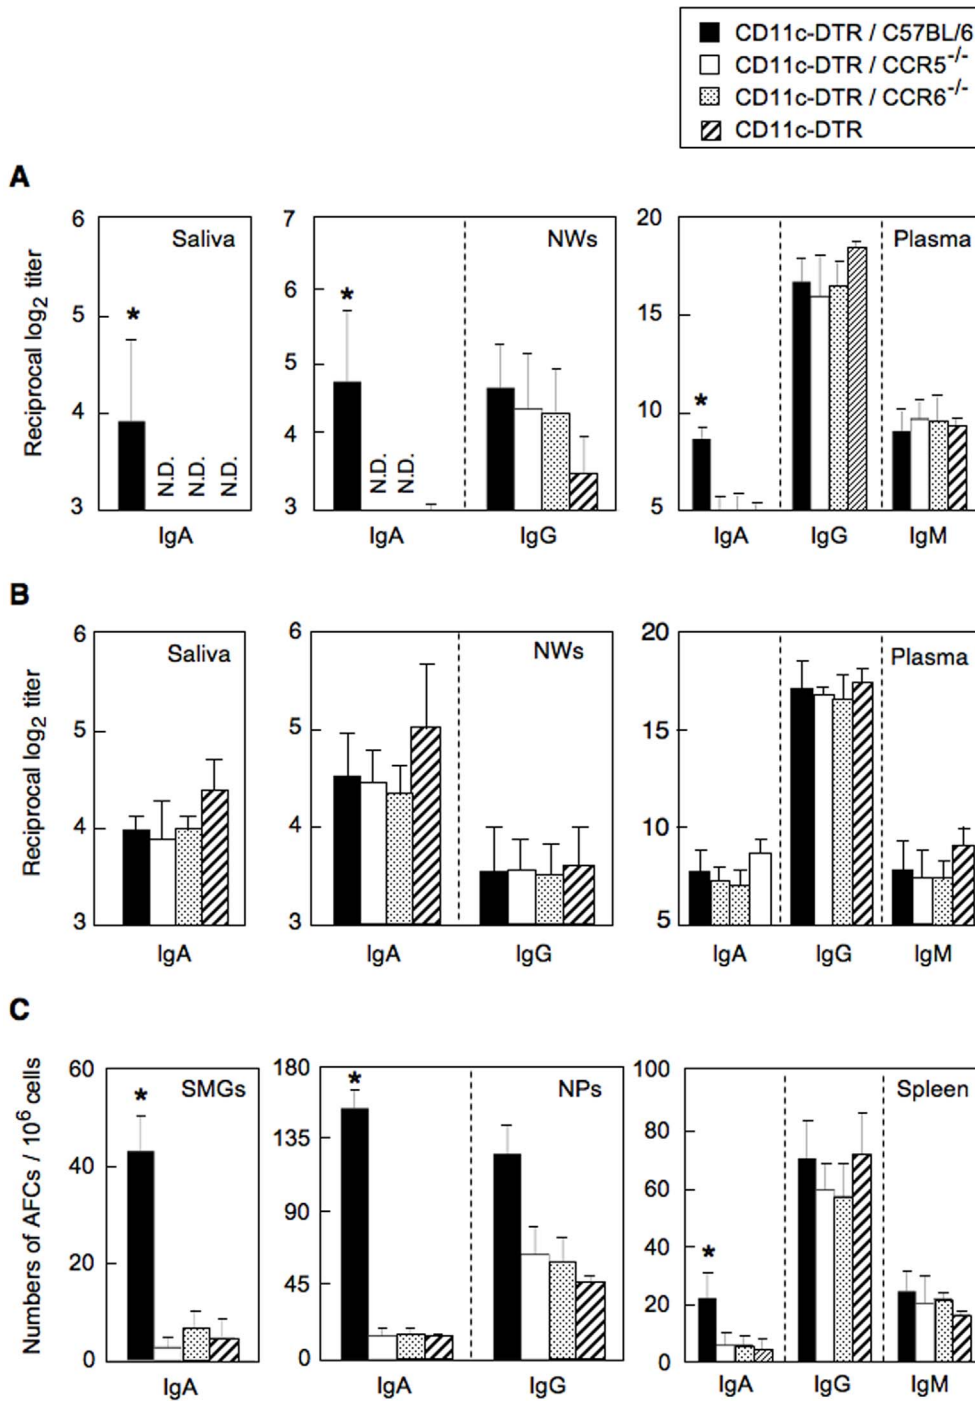 CD11c-DTR / C57BL/6
CD11c-DTR / CCR5-/-
CD11c-DTR / CCR6-/-
CD11c-DTR
A
Reciprocal log2 titer
6
5
4
3
Saliva
*
N.D.
N.D.
N.D.
IgA
7
6
5
4
3
NWs
*
N.D.
N.D.
IgA
IgG
20
15
10
5
Plasma
*
IgA
IgG
IgM
B
Reciprocal log2 titer
6
5
4
3
Saliva
IgA
6
5
4
3
NWs
IgA
IgG
20
15
10
5
Plasma
IgA
IgG
IgM
C
Numbers of AFCs / 10^6 cells
60
40
20
0
SMGs
*
IgA
180
135
90
45
0
NPs
*
IgA
IgG
100
80
60
40
20
0
Spleen
*
IgA
IgG
IgM